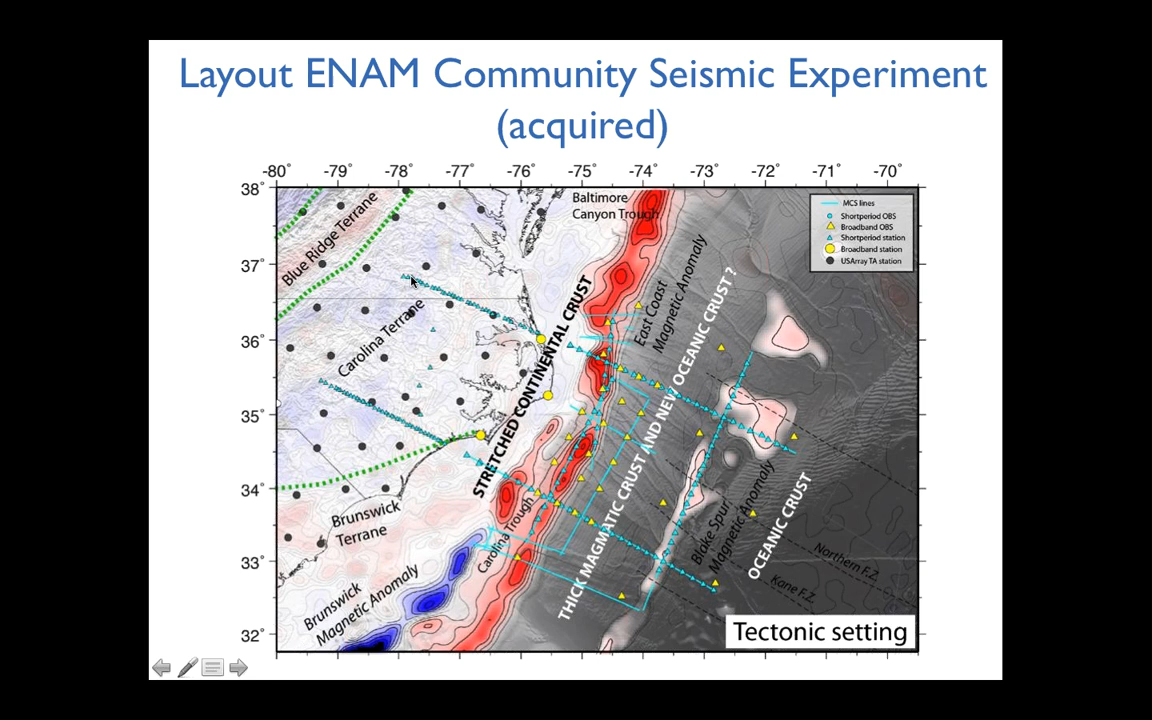 Layout ENAM Community Seismic Experiment
(acquired)
-80° -79° -78° -77° -76° -75° -74° -73° -72° -71° -70°
38°
37°
36°
35°
34°
33°
32°
Baltimore
Canyon Trough
MCS lines
Shortperiod OBS
Broadband OBS
Shortperiod station
Broadband station
USArray TA station
Blue Ridge Terrane
Carolina Terrane
STRETCHED CONTINENTAL CRUST
East Coast
Magnetic Anomaly
THICK MAGMATIC CRUST AND NEW OCEANIC CRUST ?
Brunswick
Terrane
Carolina Trough
Blake Spur
Magnetic Anomaly
OCEANIC CRUST
Northern F.Z.
Kane F.Z.
Brunswick
Magnetic Anomaly
Tectonic setting